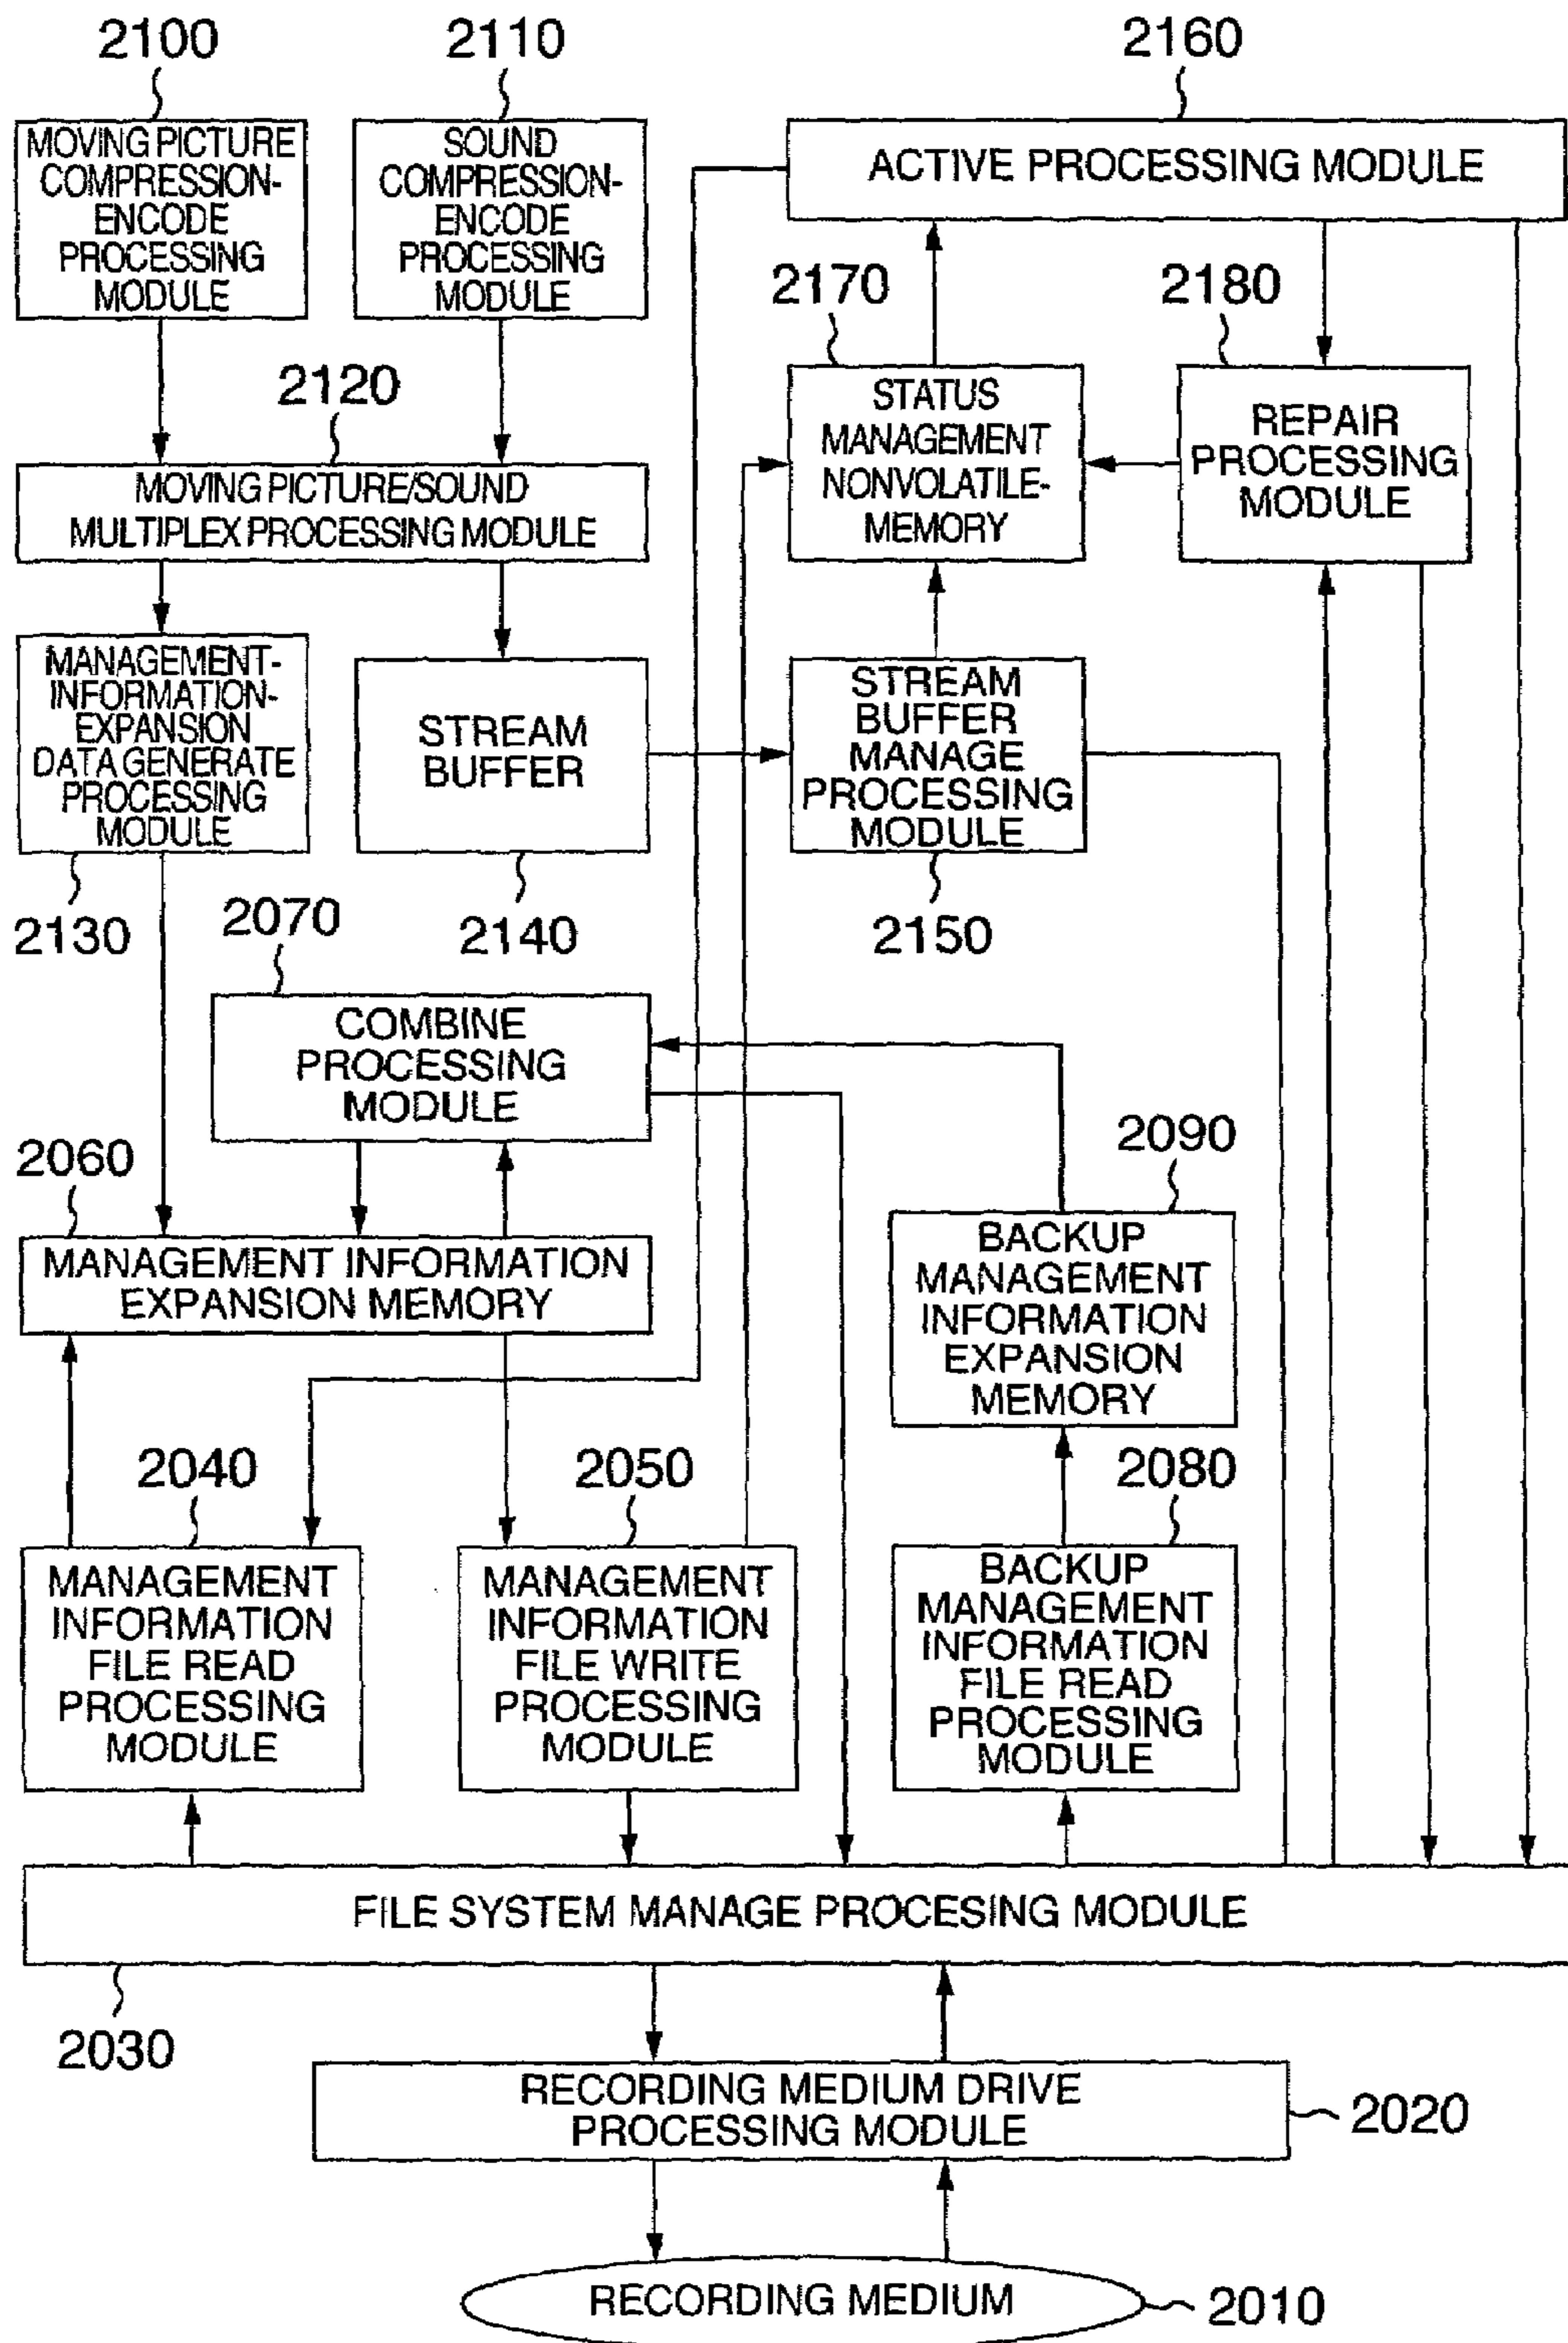 2100
2110
2160
MOVING PICTURE
COMPRESSION-
ENCODE
PROCESSING
MODULE
SOUND
COMPRESSION-
ENCODE
PROCESSING
MODULE
ACTIVE PROCESSING MODULE
2170
2180
2120
STATUS
MANAGEMENT
NONVOLATILE-
MEMORY
REPAIR
PROCESSING
MODULE
MOVING PICTURE/SOUND
MULTIPLEX PROCESSING MODULE
MANAGEMENT-
INFORMATION-
EXPANSION
DATA GENERATE
PROCESSING
MODULE
STREAM
BUFFER
STREAM
BUFFER
MANAGE
PROCESSING
MODULE
2130
2070
2140
2150
COMBINE
PROCESSING
MODULE
2060
2090
MANAGEMENT INFORMATION
EXPANSION MEMORY
BACKUP
MANAGEMENT
INFORMATION
EXPANSION
MEMORY
2040
2050
2080
MANAGEMENT
INFORMATION
FILE READ
PROCESSING
MODULE
MANAGEMENT
INFORMATION
FILE WRITE
PROCESSING
MODULE
BACKUP
MANAGEMENT
INFORMATION
FILE READ
PROCESSING
MODULE
FILE SYSTEM MANAGE PROCESING MODULE
2030
RECORDING MEDIUM DRIVE
PROCESSING MODULE
2020
RECORDING MEDIUM
2010